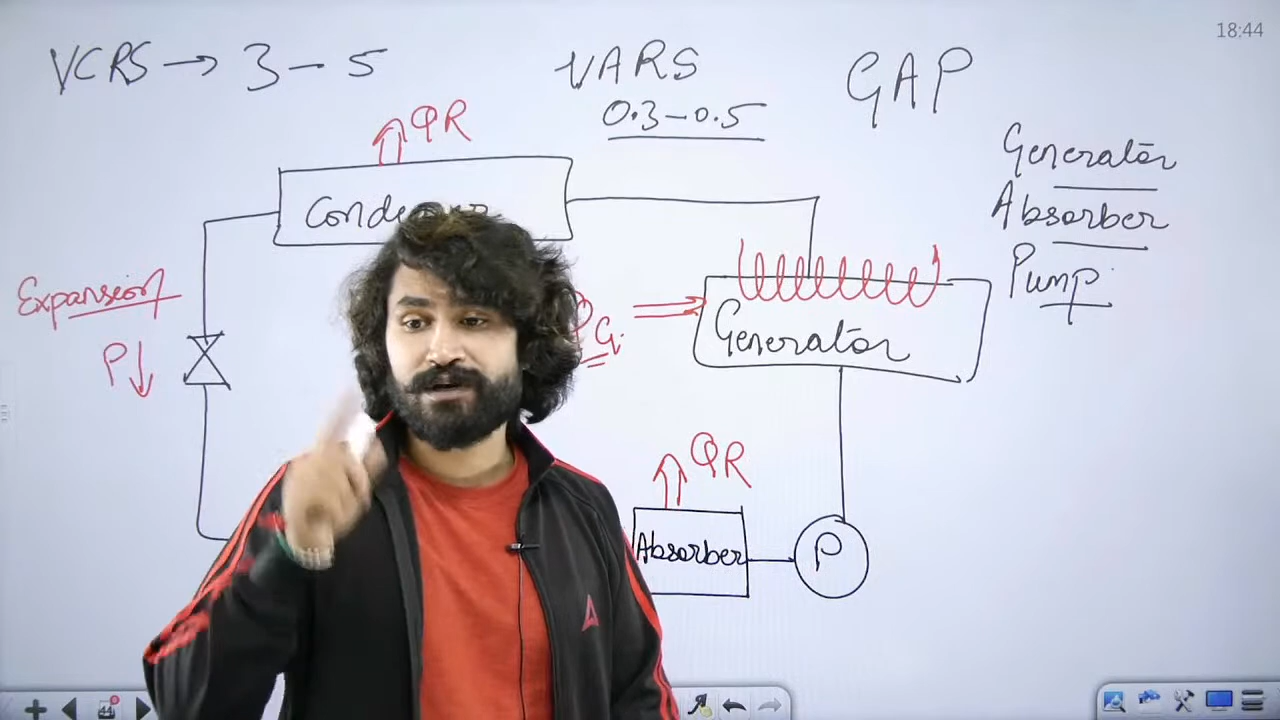 18:44
VCRS → 3 – 5
VARS
0.3 – 0.5
GAP
Generator
Absorber
Pump
QR
Expansion
P↓
Generator
QR
Absorber
P
44